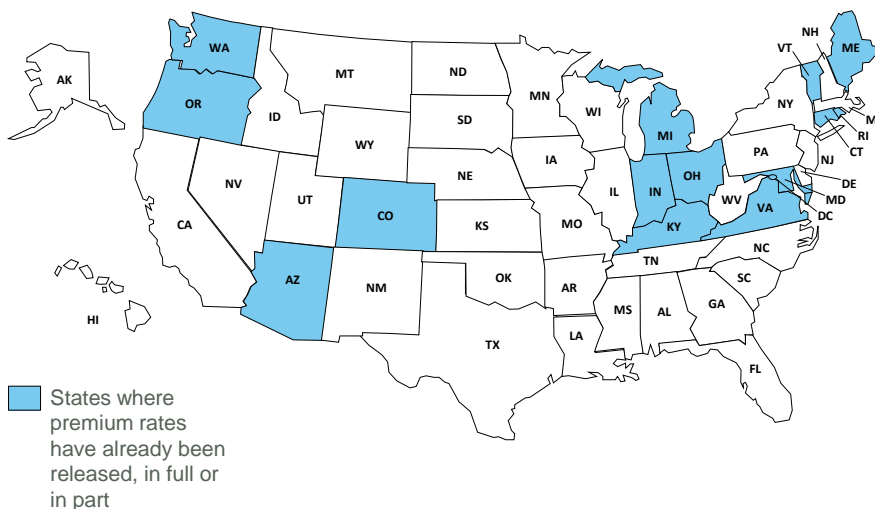 NH
VT
ME
WA
AK
MT
ND
MN
OR
ID
WI
NY
M
SD
MI
RI
WY
CT
IA
PA
NJ
NE
NV
OH
DE
UT
IL
IN
WV
MD
CO
VA
DC
CA
KS
MO
KY
NC
TN
AZ
OK
NM
AR
SC
MS
AL
GA
HI
LA
TX
FL
States where
premium rates
have already been
released, in full or
in part